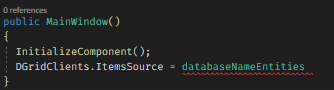 0 references
public MainWindow()
{
InitializeComponent();
DGridClients.ItemsSource = databaseNameEntities
}